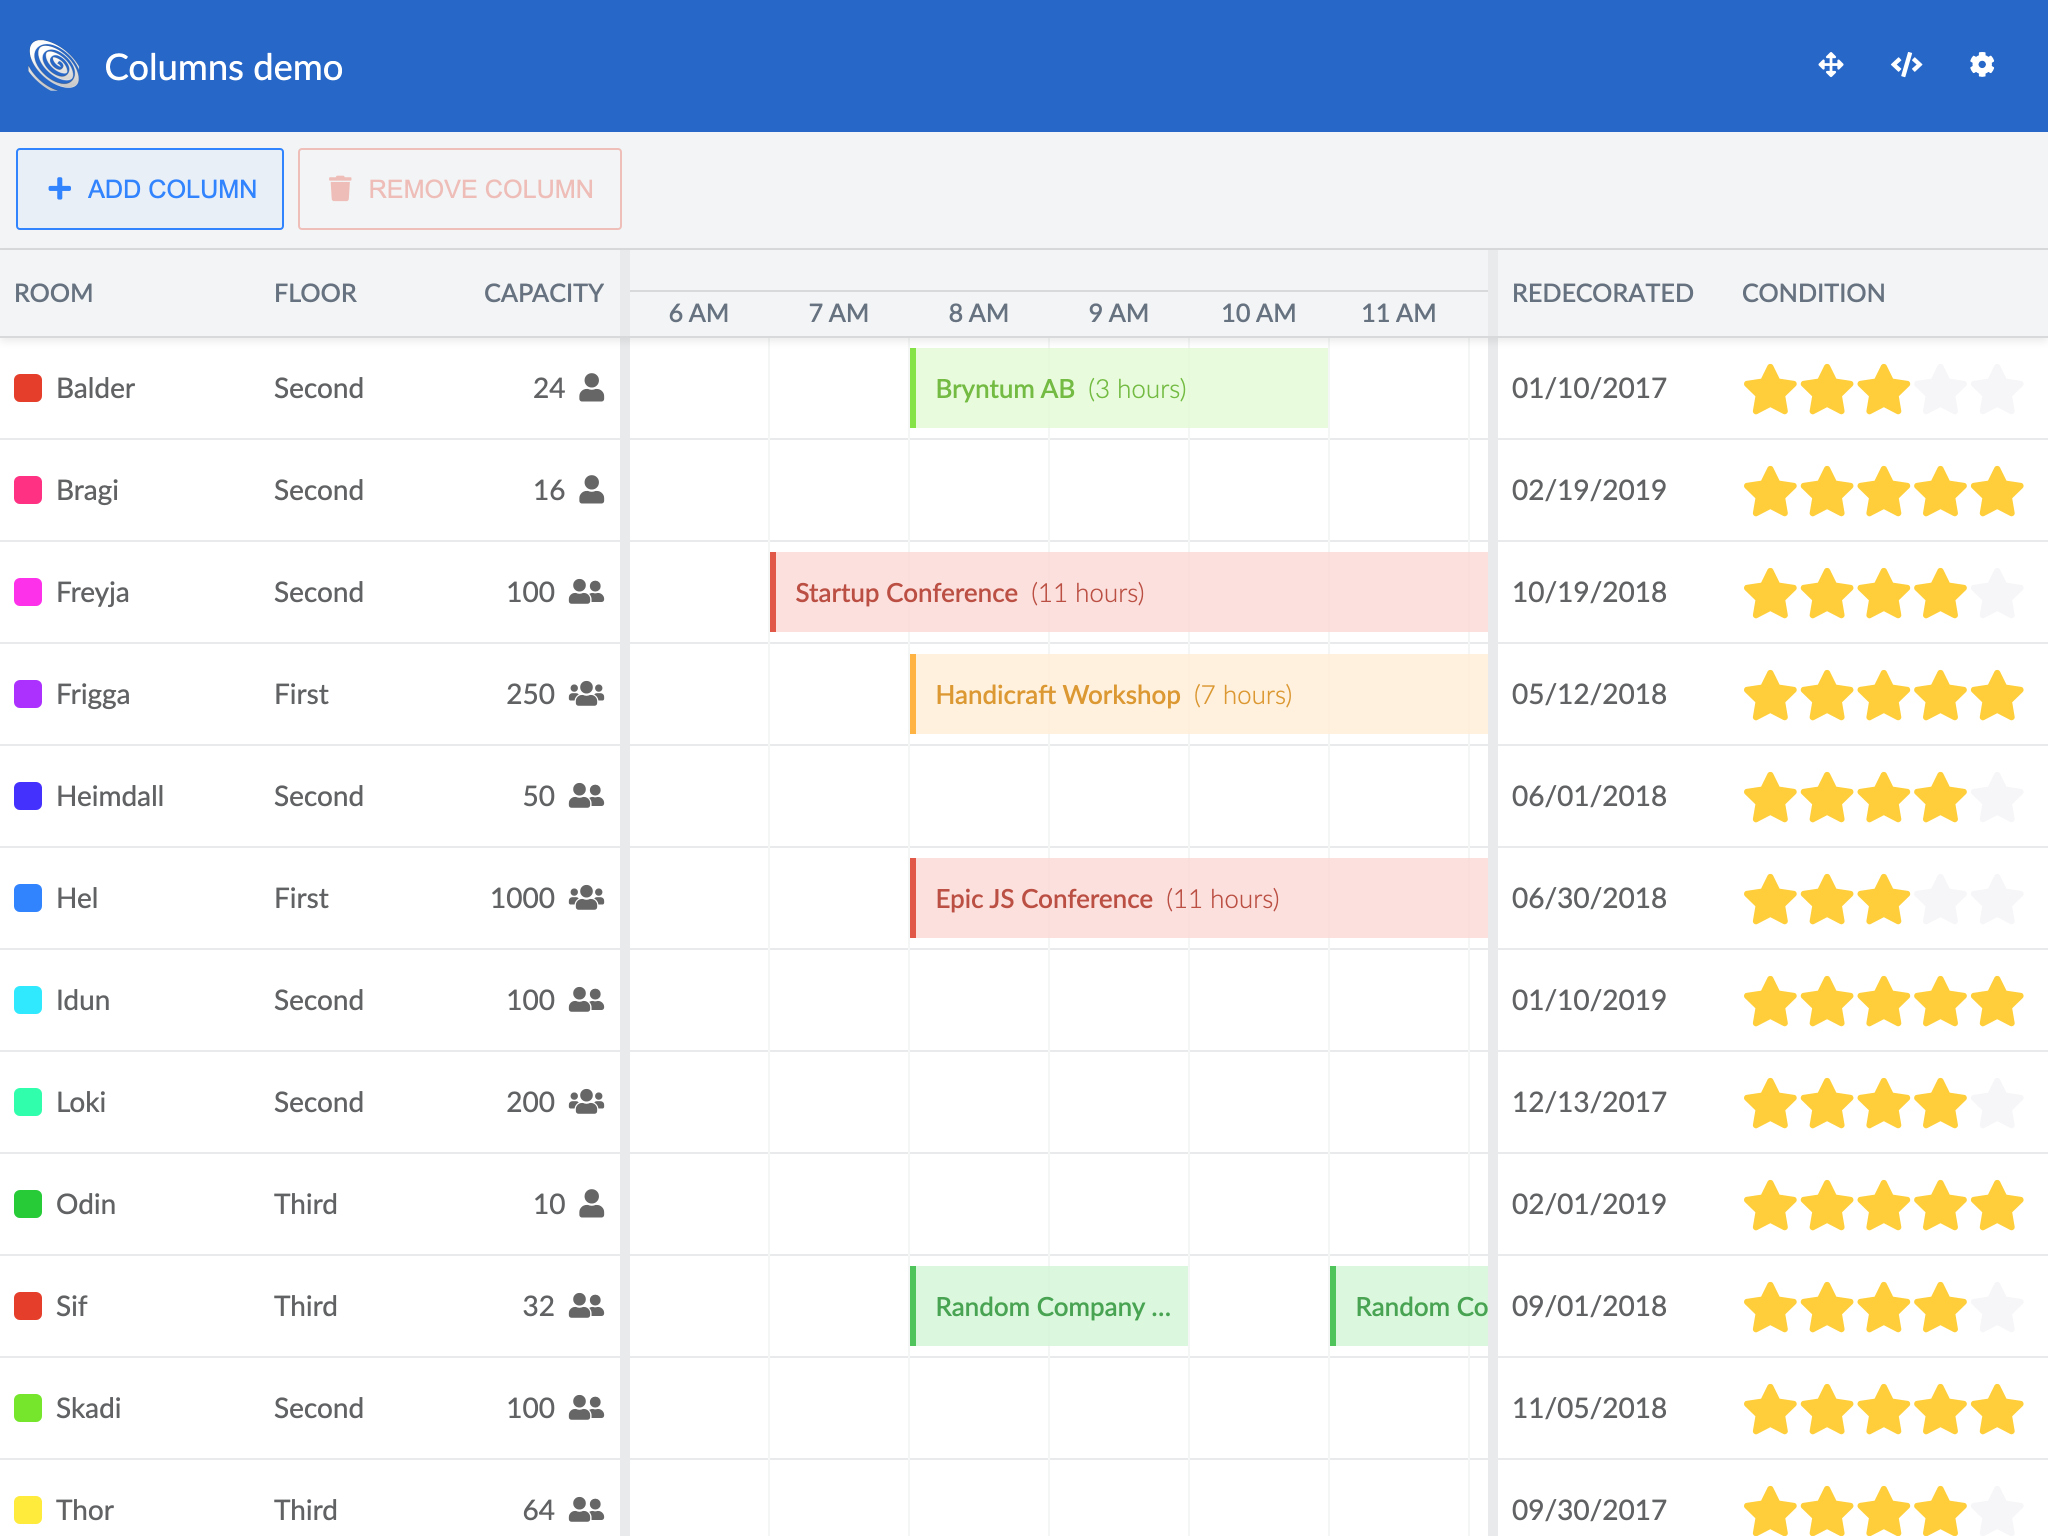 Columns demo
ADD COLUMN REMOVE COLUMN
ROOM FLOOR CAPACITY 6 AM 7 AM 8 AM 9 AM 10 AM 11 AM REDECORATED CONDITION
Balder Second 24 Bryntum AB (3 hours) 01/10/2017
Bragi Second 16 02/19/2019
Freyja Second 100 Startup Conference (11 hours) 10/19/2018
Frigga First 250 Handicraft Workshop (7 hours) 05/12/2018
Heimdall Second 50 06/01/2018
Hel First 1000 Epic JS Conference (11 hours) 06/30/2018
Idun Second 100 01/10/2019
Loki Second 200 12/13/2017
Odin Third 10 02/01/2019
Sif Third 32 Random Company ... Random Co 09/01/2018
Skadi Second 100 11/05/2018
Thor Third 64 09/30/2017